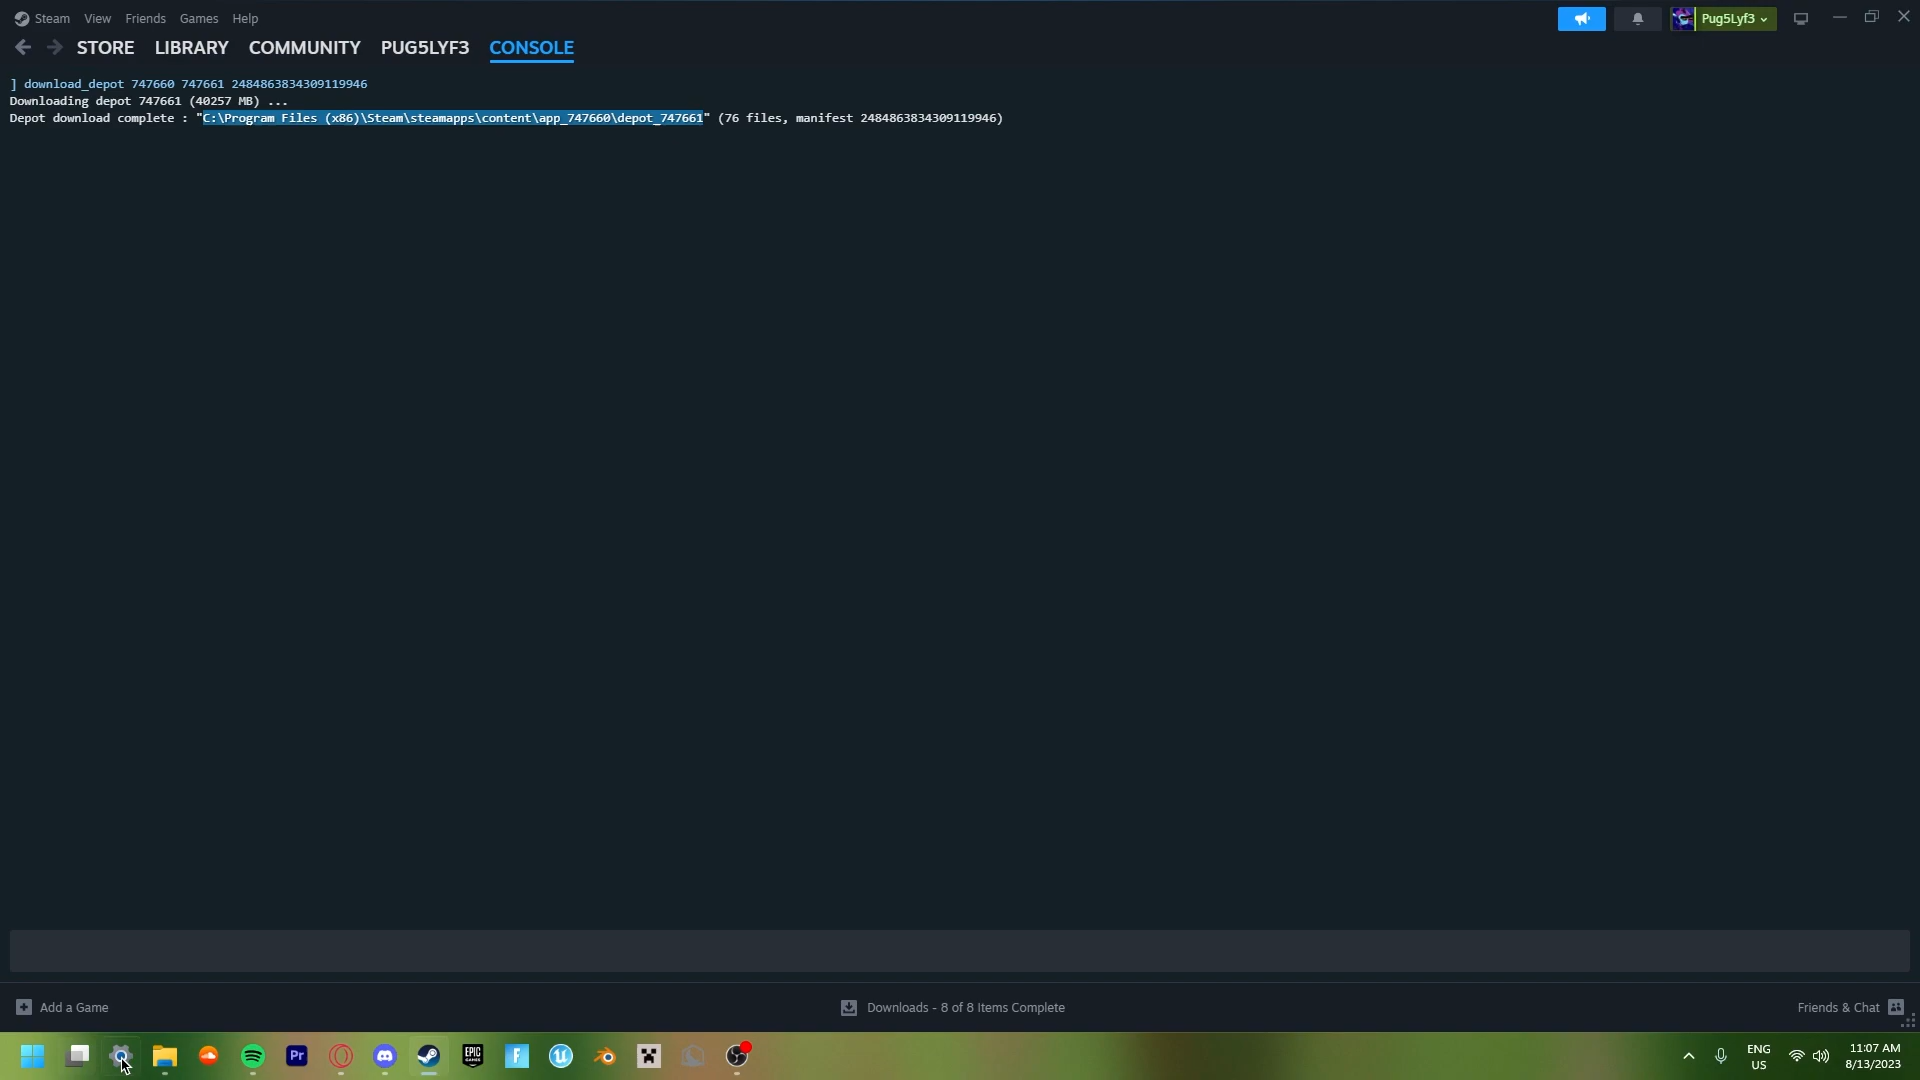 Steam View Friends Games Help
Pug5Lyf3
STORE LIBRARY COMMUNITY PUG5LYF3 CONSOLE
] download_depot 747660 747661 2484863834309119946
Downloading depot 747661 (40257 MB) ...
Depot download complete : "C:\Program Files (x86)\Steam\steamapps\content\app_747660\depot_747661" (76 files, manifest 2484863834309119946)
Add a Game
Downloads - 8 of 8 Items Complete
Friends & Chat
Pr
EPIC
GAMES
F
ENG
US
11:07 AM
8/13/2023